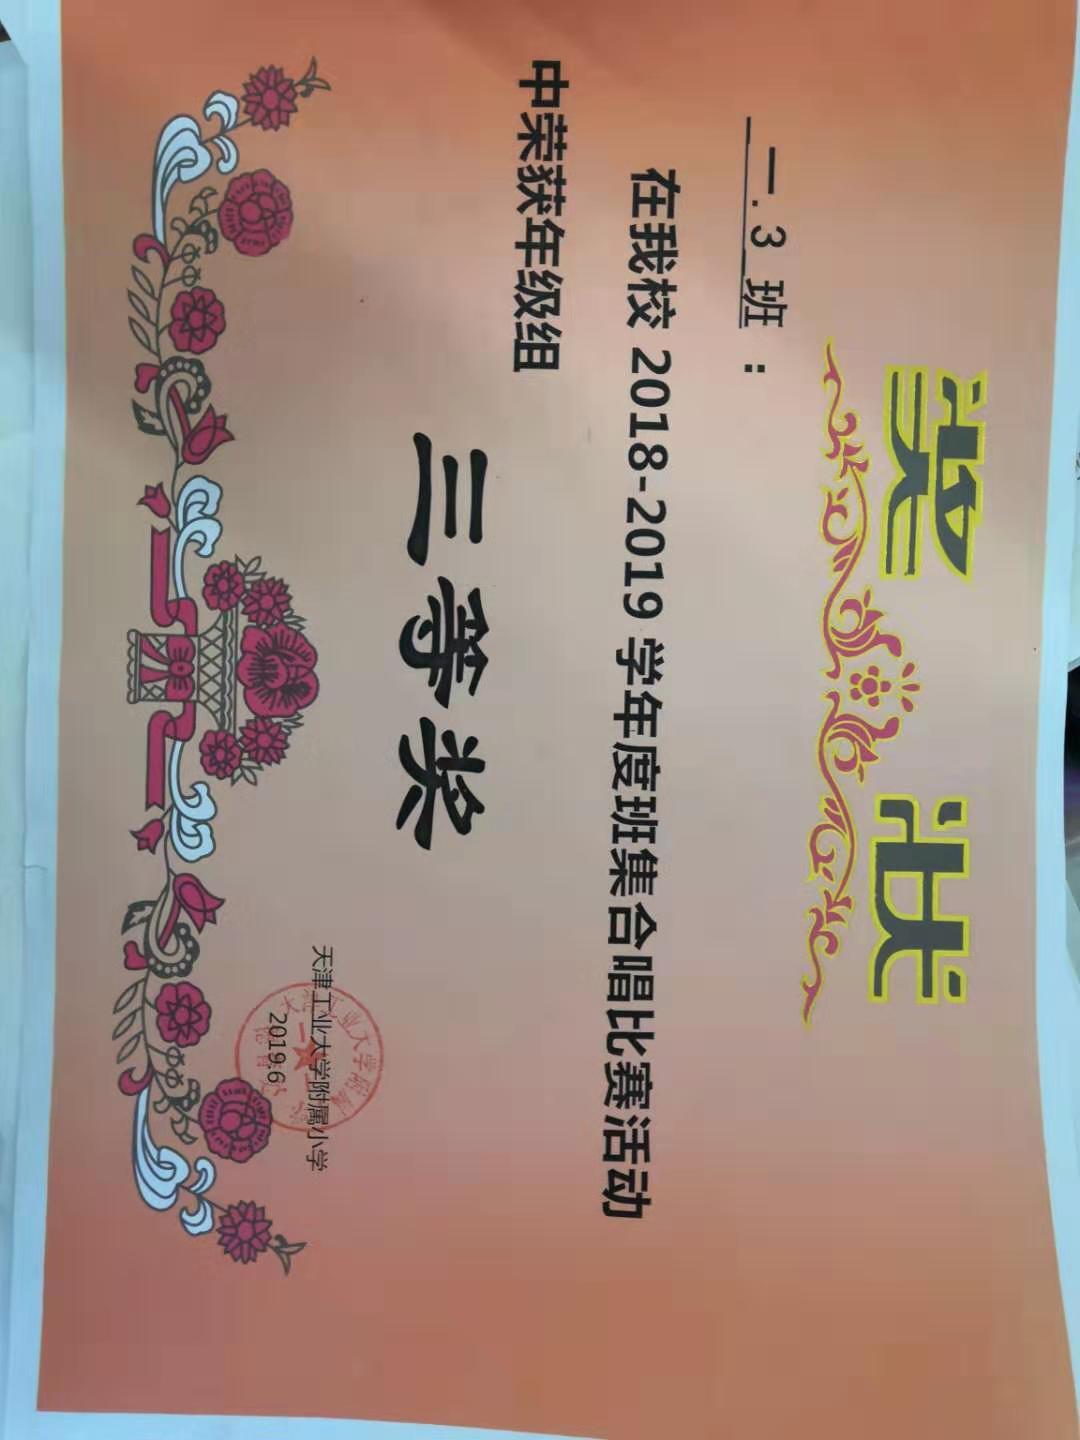 奖 状
一.3 班：
在我校 2018-2019 学年度班集合唱比赛活动
中荣获年级组
三等奖
天津工业大学附属小学
2019.6